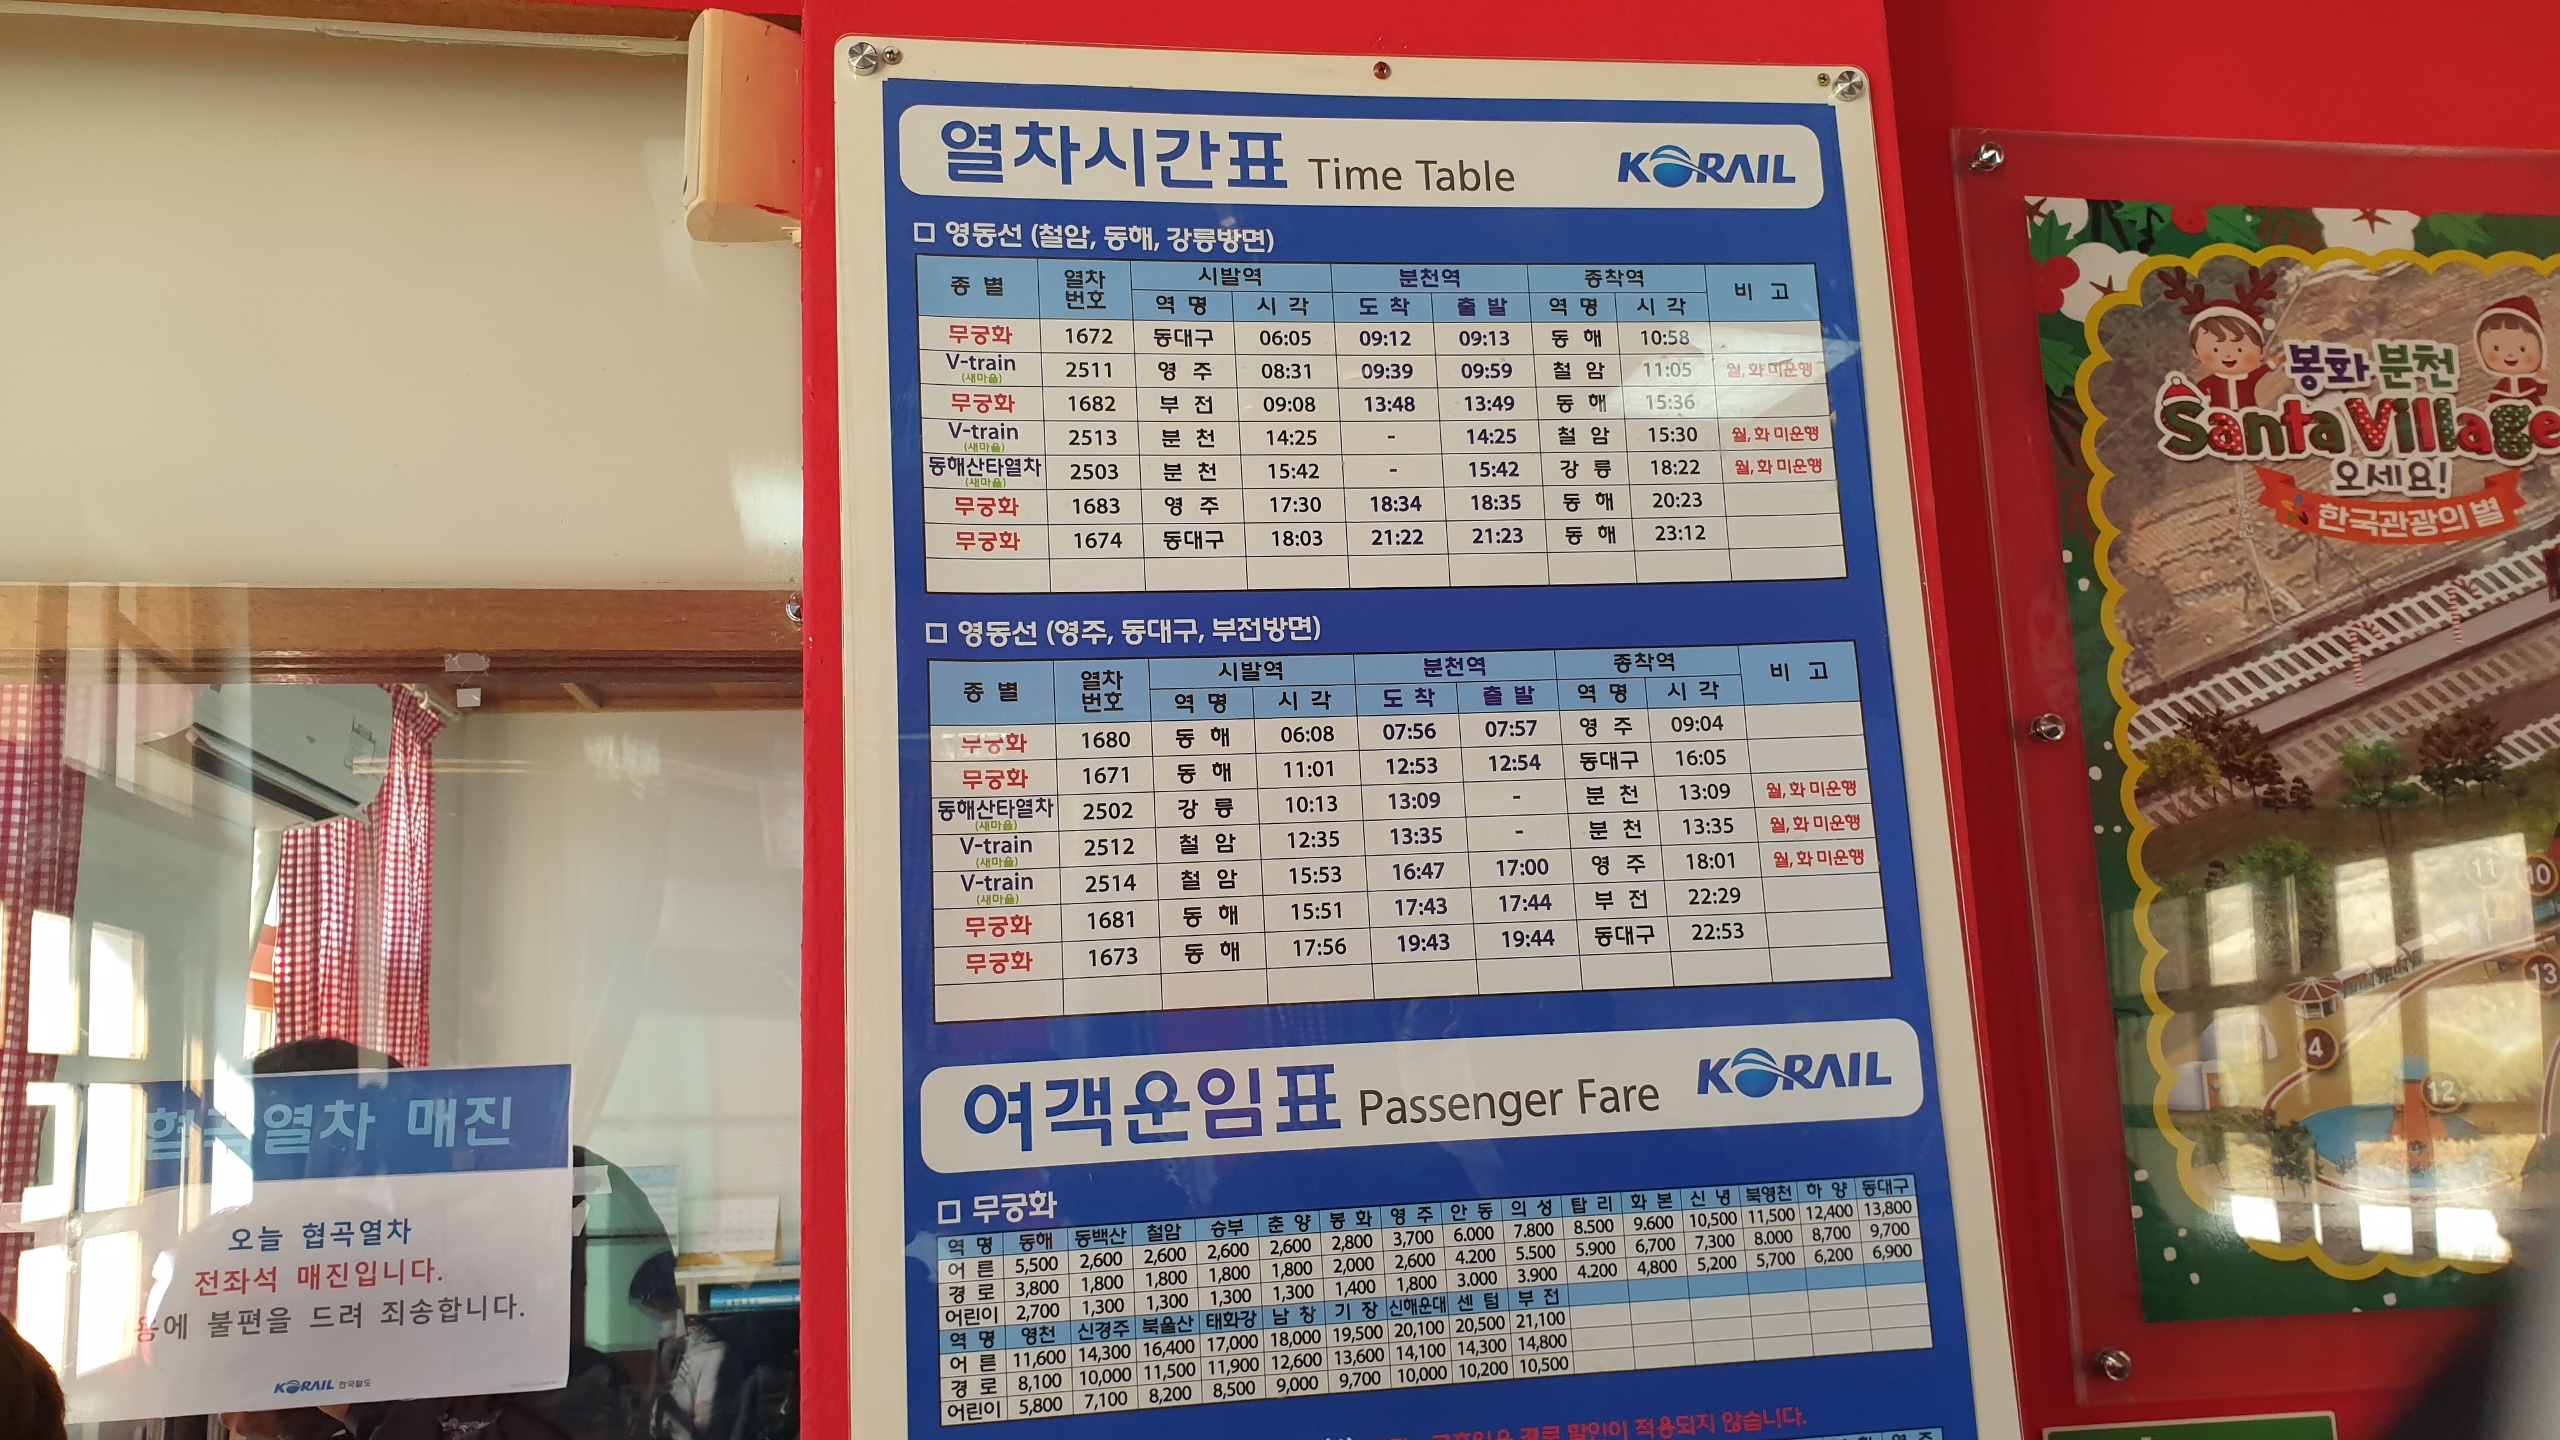 열차시간표 Time Table KORAIL
□ 영동선 (철암, 동해, 강릉방면)
종 별 열차번호 시발역 분천역 종착역 비 고
역 명 시 각 도 착 출 발 역 명 시 각
무궁화 1672 동대구 06:05 09:12 09:13 동 해 10:58
V-train (새마을) 2511 영 주 08:31 09:39 09:59 철 암 11:05 월, 화 미운행
무궁화 1682 부 전 09:08 13:48 13:49 동 해 15:36
V-train (새마을) 2513 분 천 14:25 - 14:25 철 암 15:30 월, 화 미운행
동해산타열차 (새마을) 2503 분 천 15:42 - 15:42 강 릉 18:22 월, 화 미운행
무궁화 1683 영 주 17:30 18:34 18:35 동 해 20:23
무궁화 1674 동대구 18:03 21:22 21:23 동 해 23:12
□ 영동선 (영주, 동대구, 부전방면)
종 별 열차번호 시발역 분천역 종착역 비 고
역 명 시 각 도 착 출 발 역 명 시 각
무궁화 1680 동 해 06:08 07:56 07:57 영 주 09:04
무궁화 1671 동 해 11:01 12:53 12:54 동대구 16:05
동해산타열차 (새마을) 2502 강 릉 10:13 13:09 - 분 천 13:09 월, 화 미운행
V-train (새마을) 2512 철 암 12:35 13:35 - 분 천 13:35 월, 화 미운행
V-train (새마을) 2514 철 암 15:53 16:47 17:00 영 주 18:01 월, 화 미운행
무궁화 1681 동 해 15:51 17:43 17:44 부 전 22:29
무궁화 1673 동 해 17:56 19:43 19:44 동대구 22:53
여객운임표 Passenger Fare KORAIL
□ 무궁화
역 명 동해 동백산 철암 승부 춘 양 봉 화 영 주 안 동 의 성 탑 리 화 본 신 녕 북영천 하 양 동대구
어 른 5,500 2,600 2,600 2,600 2,600 2,800 3,700 6.000 7.800 8.500 9.600 10,500 11,500 12,400 13,800
경 로 3,800 1,800 1,800 1,800 1,800 2,000 2,600 4.200 5.500 5.900 6,700 7,300 8.000 8,700 9,700
어린이 2,700 1,300 1,300 1,300 1,300 1,400 1,800 3.000 3.900 4.200 4,800 5,200 5,700 6,200 6,900
역 명 영천 신경주 북울산 태화강 남 창 기 장 신해운대 센 텀 부 전
어 른 11,600 14,300 16,400 17,000 18,000 19,500 20,100 20,500 21,100
경 로 8,100 10,000 11,500 11,900 12,600 13,600 14,100 14,300 14,800
어린이 5,800 7,100 8,200 8,500 9,000 9,700 10,000 10,200 10,500
경로 할인이 적용되지 않습니다.
협곡열차 매진
오늘 협곡열차
전좌석 매진입니다.
에 불편을 드려 죄송합니다.
KORAIL 한국철도
봉화 분천
Santa Village
오세요!
한국관광의 별
11
10
13
4
12